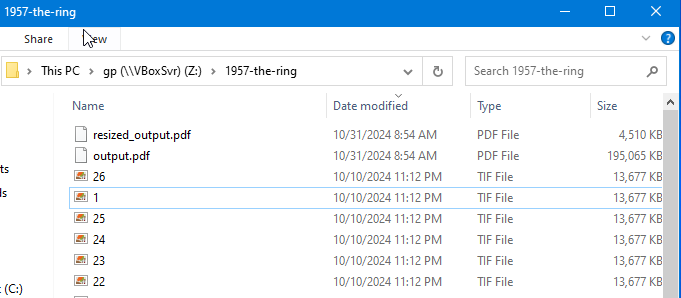 1957-the-ring
Share View
This PC > gp (\\VBoxSvr) (Z:) > 1957-the-ring Search 1957-the-ring
Name Date modified Type Size
resized_output.pdf 10/31/2024 8:54 AM PDF File 4,510 KB
output.pdf 10/31/2024 8:54 AM PDF File 195,065 KB
26 10/10/2024 11:12 PM TIF File 13,677 KB
1 10/10/2024 11:12 PM TIF File 13,677 KB
25 10/10/2024 11:12 PM TIF File 13,677 KB
24 10/10/2024 11:12 PM TIF File 13,677 KB
23 10/10/2024 11:12 PM TIF File 13,677 KB
22 10/10/2024 11:12 PM TIF File 13,677 KB
ts
ls
t (C:)